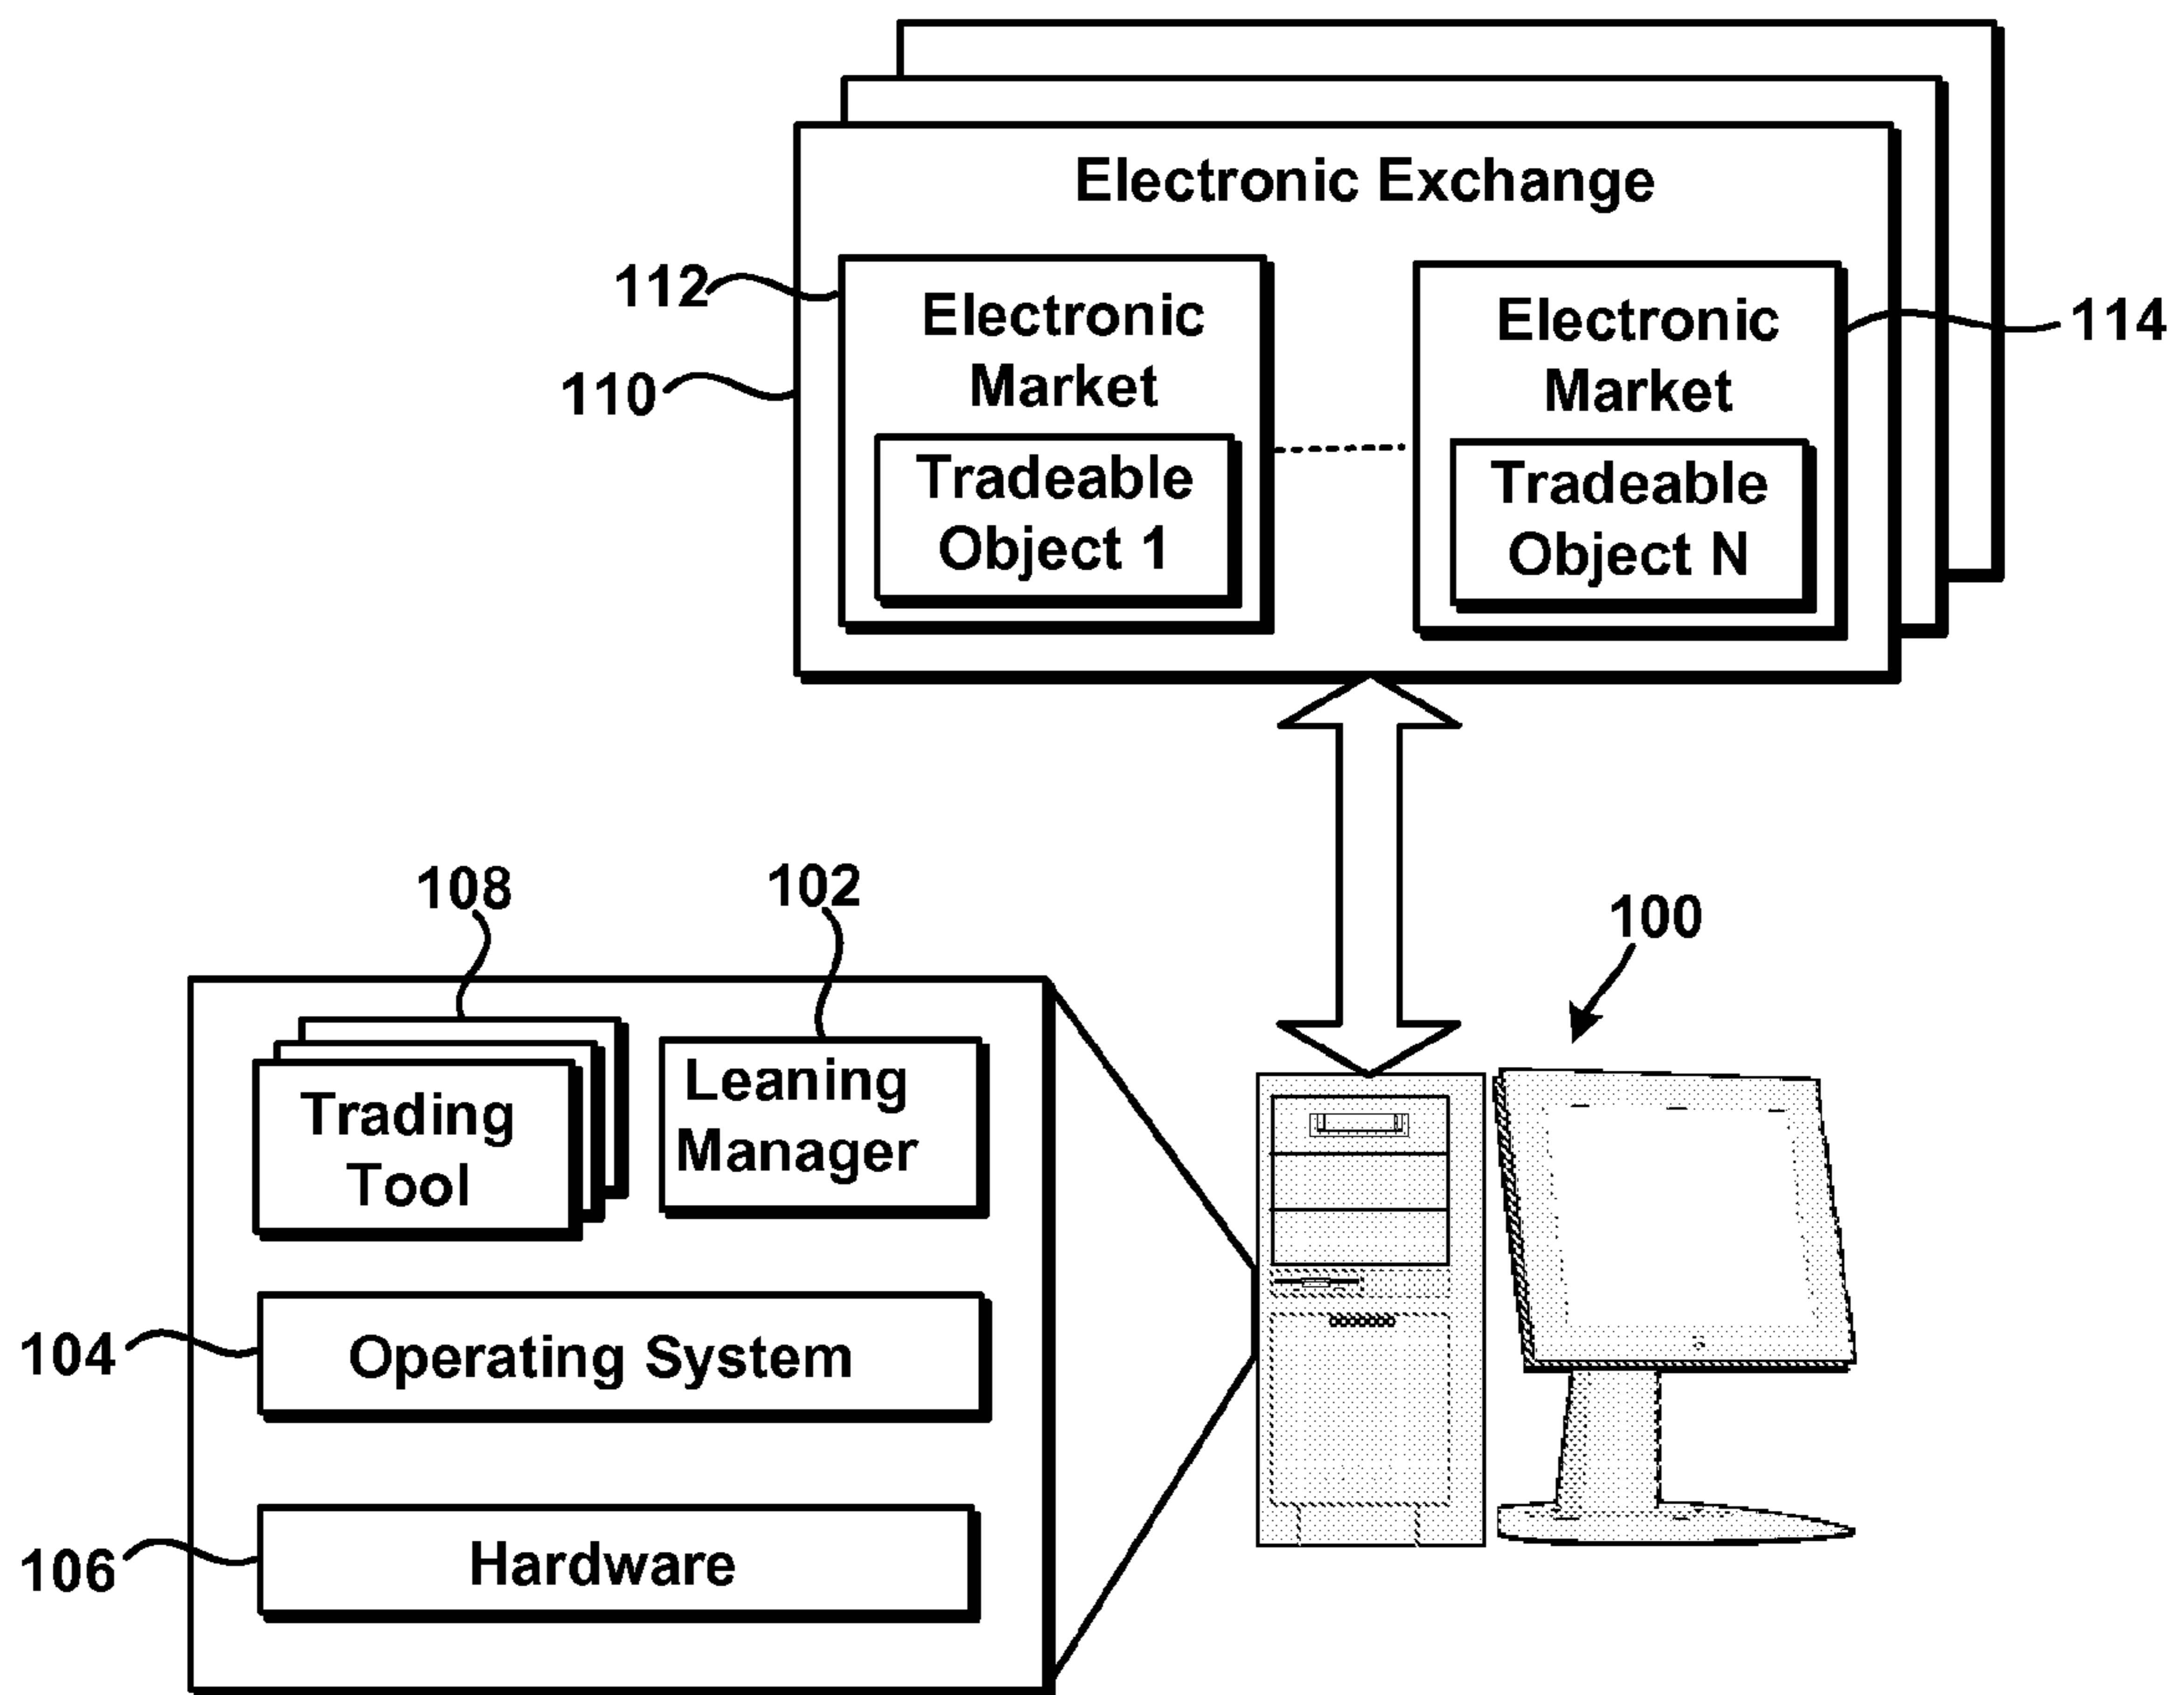 Electronic Exchange
112
Electronic
Market
Tradeable
Object 1
110
Electronic
Market
Tradeable
Object N
114
108
102
100
Trading
Tool
Leaning
Manager
104
Operating System
106
Hardware